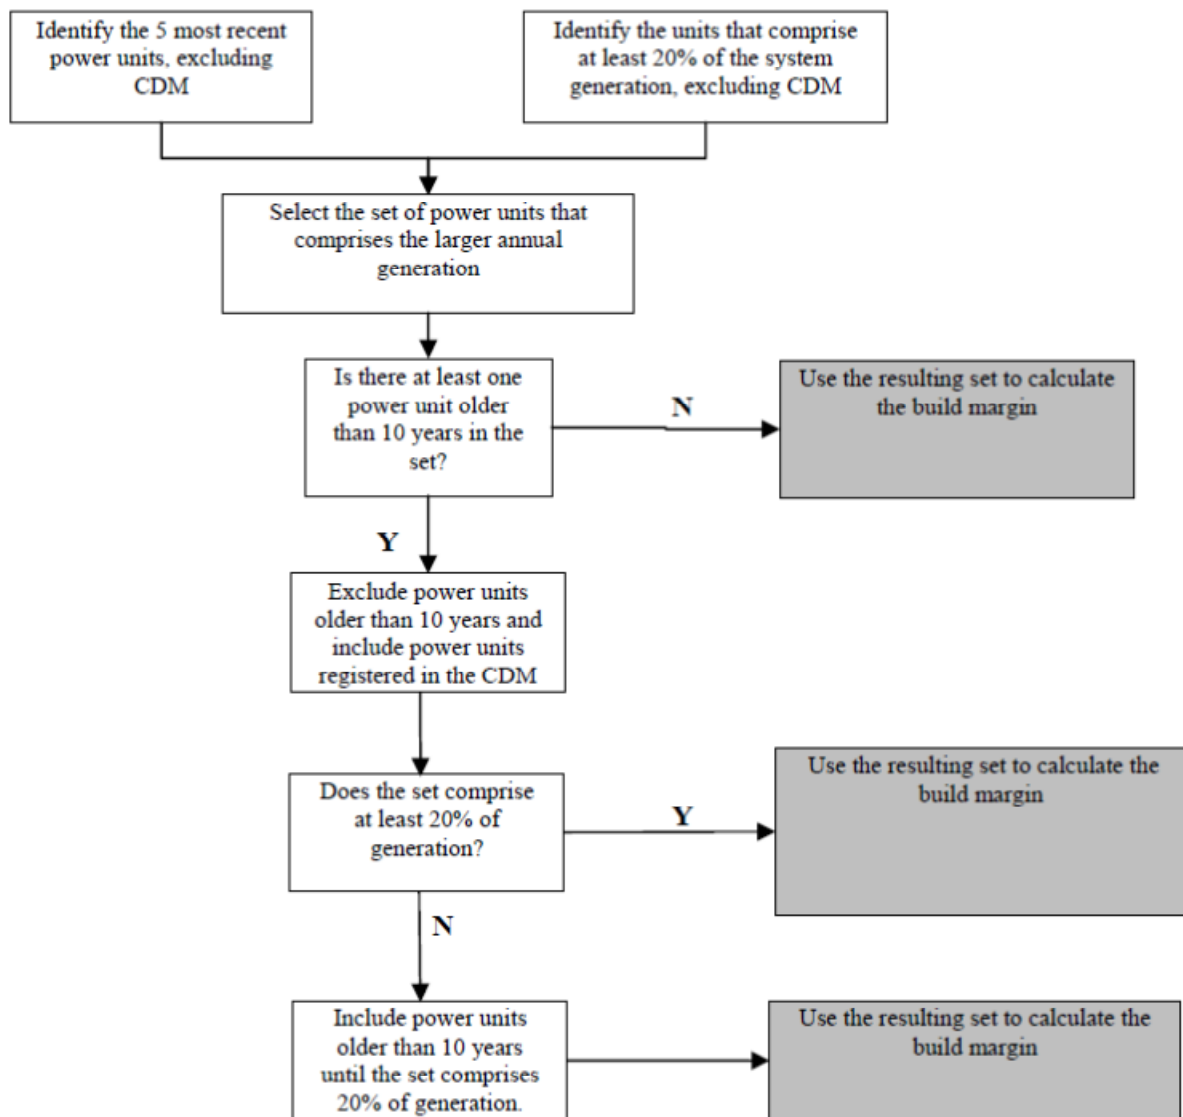 Identify the 5 most recent
power units, excluding
CDM
Identify the units that comprise
at least 20% of the system
generation, excluding CDM
Select the set of power units that
comprises the larger annual
generation
Is there at least one
power unit older
than 10 years in the
set?
N
Use the resulting set to calculate
the build margin
Y
Exclude power units
older than 10 years and
include power units
registered in the CDM
Does the set comprise
at least 20% of
generation?
Y
Use the resulting set to calculate the
build margin
N
Include power units
older than 10 years
until the set comprises
20% of generation.
Use the resulting set to calculate the
build margin